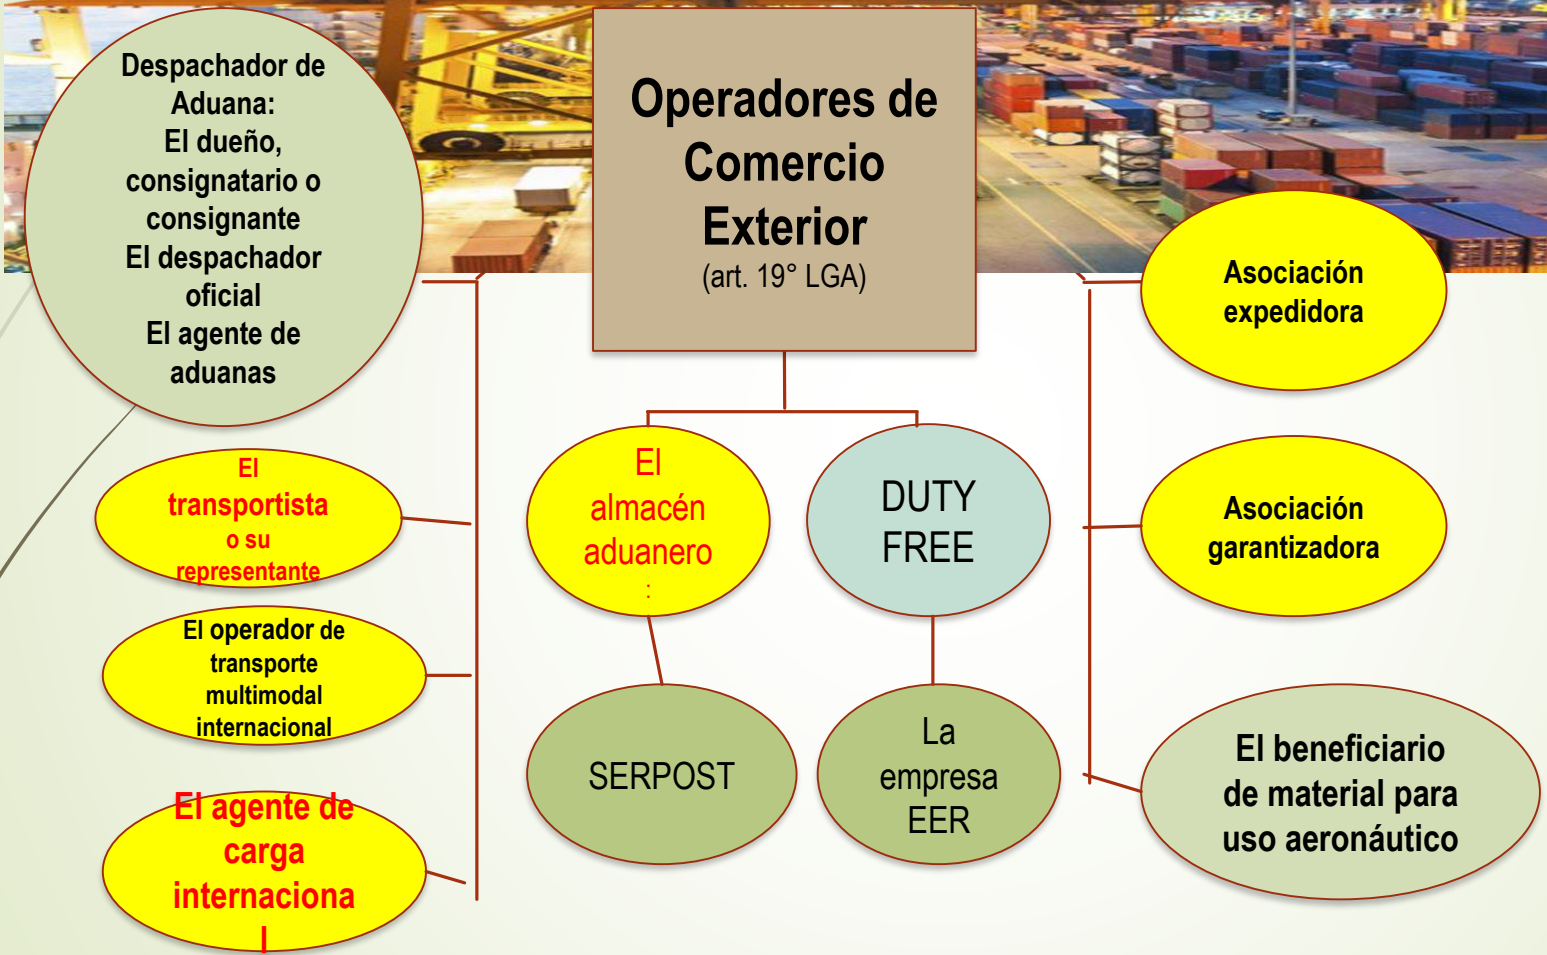 Despachador de
Aduana:
El dueño,
consignatario o
consignante
El despachador
oficial
El agente de
aduanas
Operadores de
Comercio
Exterior
(art. 19° LGA)
Asociación
expedidora
El
transportista
o su
representante
El
almacén
aduanero
:
DUTY
FREE
Asociación
garantizadora
El operador de
transporte
multimodal
internacional
SERPOST
La
empresa
EER
El beneficiario
de material para
uso aeronáutico
El agente de
carga
internaciona
l